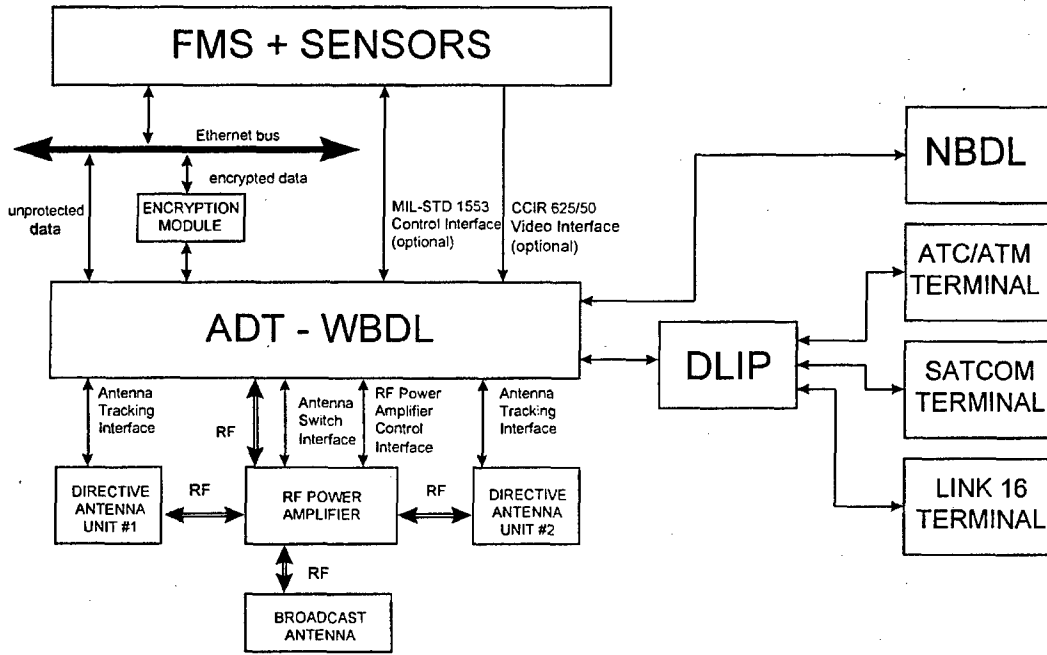 FMS + SENSORS
Ethernet bus
encrypted data
unprotected
data
ENCRYPTION
MODULE
MIL-STD 1553
Control Interface
(optional)
CCIR 625/50
Video Interface
(optional)
NBDL
ATC/ATM
TERMINAL
ADT - WBDL
DLIP
SATCOM
TERMINAL
LINK 16
TERMINAL
Antenna
Tracking
Interface
RF
Antenna
Switch
Interface
RF Power
Amplifier
Control
Interface
Antenna
Tracking
Interface
DIRECTIVE
ANTENNA
UNIT #1
RF
RF POWER
AMPLIFIER
RF
DIRECTIVE
ANTENNA
UNIT #2
RF
BROADCAST
ANTENNA